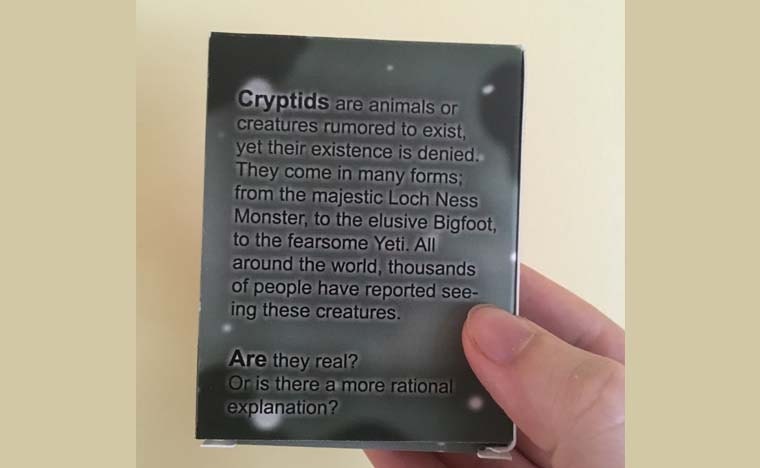 Cryptids are animals or
creatures rumored to exist,
yet their existence is denied.
They come in many forms;
from the majestic Loch Ness
Monster, to the elusive Bigfoot,
to the fearsome Yeti. All
around the world, thousands
of people have reported see-
ing these creatures.
Are they real?
Or is there a more rational
explanation?